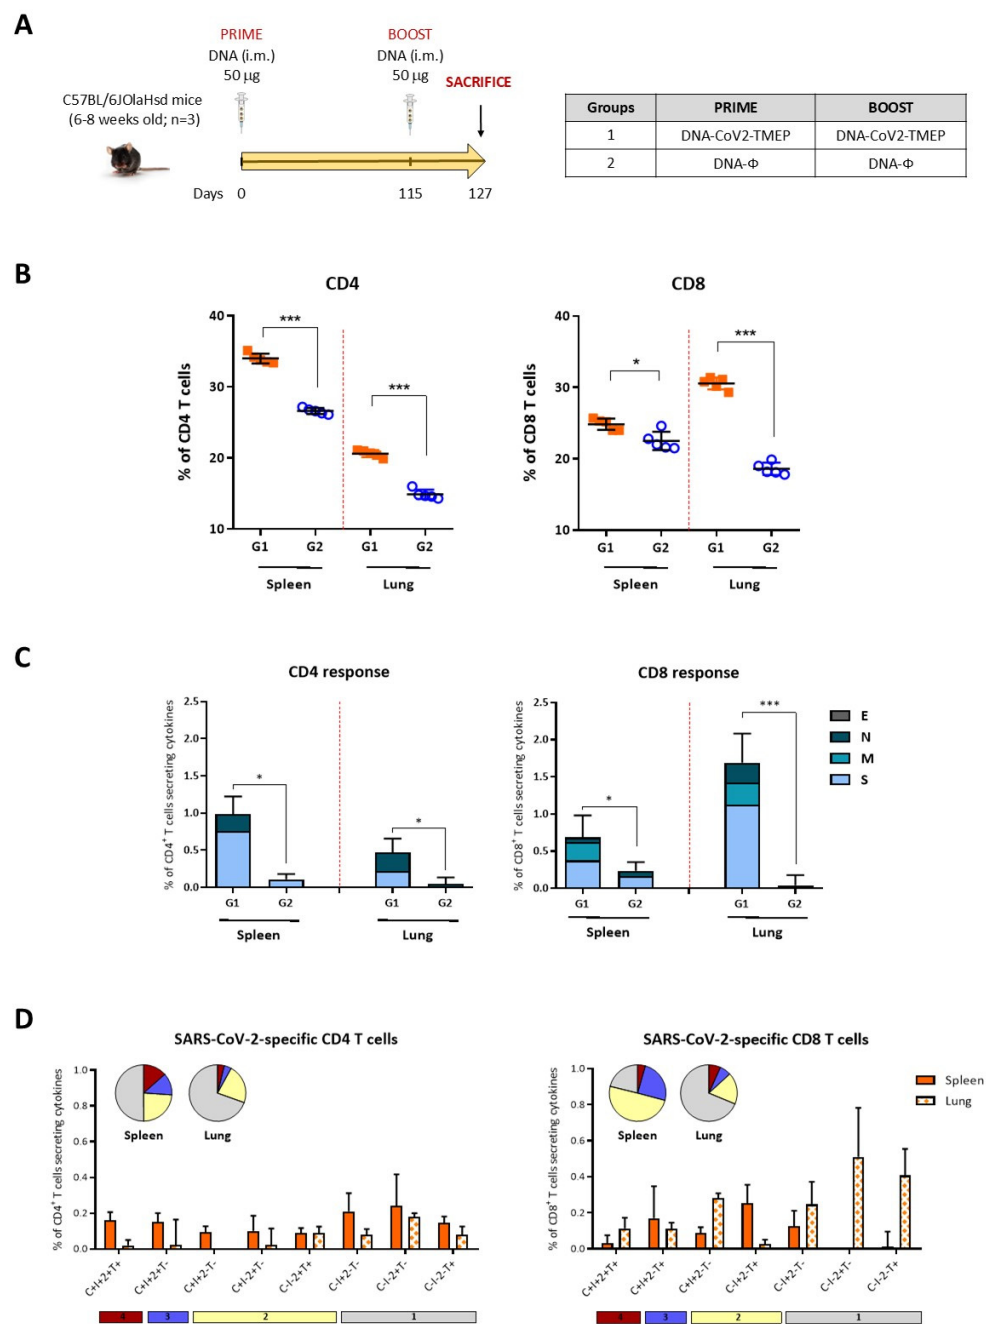 A
PRIME
DNA (i.m.)
50 µg
BOOST
DNA (i.m.)
50 µg
SACRIFICE
C57BL/6JOlaHsd mice
(6-8 weeks old; n=3)
Days 0 115 127
Groups PRIME BOOST
1 DNA-CoV2-TMEP DNA-CoV2-TMEP
2 DNA-Φ DNA-Φ
B
CD4
% of CD4 T cells
40
30
20
10
***
***
G1 G2 G1 G2
Spleen Lung
CD8
% of CD8 T cells
40
30
20
10
*
***
G1 G2 G1 G2
Spleen Lung
C
CD4 response
% of CD4+ T cells secreting cytokines
2.5
2.0
1.5
1.0
0.5
0.0
*
*
G1 G2 G1 G2
Spleen Lung
CD8 response
% of CD8+ T cells secreting cytokines
2.5
2.0
1.5
1.0
0.5
0.0
*
***
G1 G2 G1 G2
Spleen Lung
E
N
M
S
D
SARS-CoV-2-specific CD4 T cells
% of CD4+ T cells secreting cytokines
1.0
0.8
0.6
0.4
0.2
0.0
Spleen Lung
C+I+2+T+ C+I+2+T- C+I+2-T- C-I+2+T- C-I-2+T+ C-I+2-T- C-I-2+T- C-I-2-T+
4 3 2 1
SARS-CoV-2-specific CD8 T cells
% of CD8+ T cells secreting cytokines
1.0
0.8
0.6
0.4
0.2
0.0
Spleen Lung
Spleen
Lung
C+I+2+T+ C+I+2-T+ C+I+2-T- C-I+2-T+ C-I+2-T- C-I-2+T- C-I-2-T+
4 3 2 1